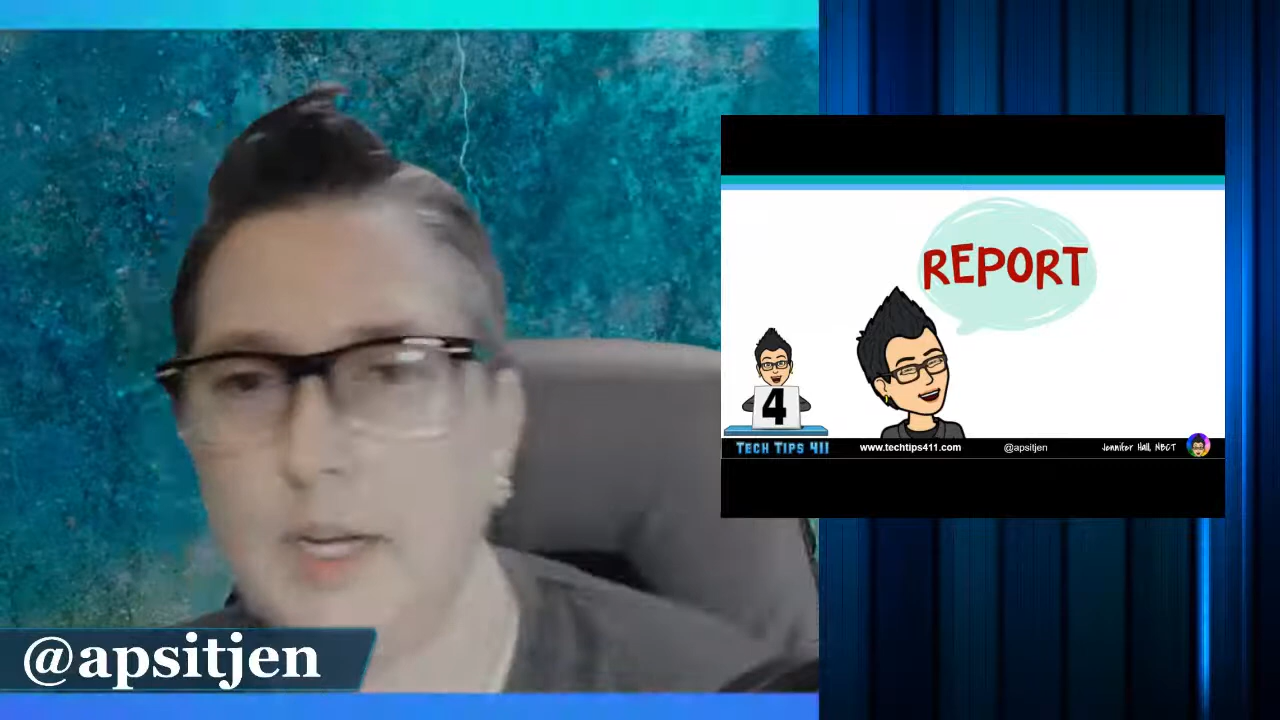 REPORT
4
TECH TIPS 411
www.techtips411.com
@apsitjen
Jennifer Hall, NBCT
@apsitjen